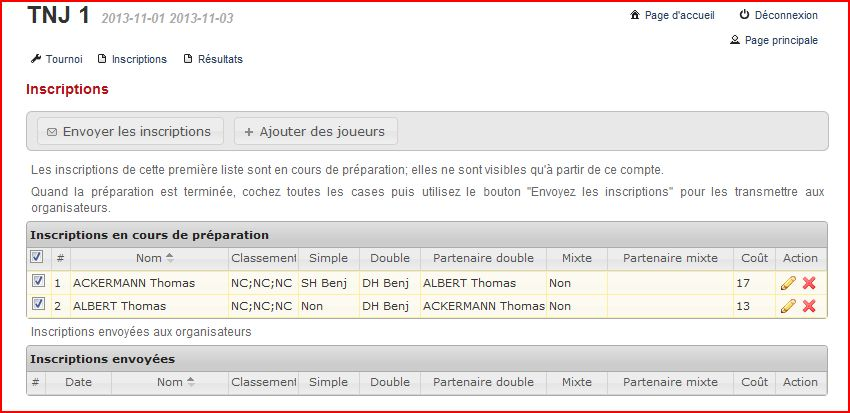 TNJ 1 2013-11-01 2013-11-03
Page d'accueil Déconnexion
Page principale
Tournoi Inscriptions Résultats
Inscriptions
Envoyer les inscriptions Ajouter des joueurs
Les inscriptions de cette première liste sont en cours de préparation; elles ne sont visibles qu'à partir de ce compte.
Quand la préparation est terminée, cochez toutes les cases puis utilisez le bouton "Envoyez les inscriptions" pour les transmettre aux
organisateurs.
Inscriptions en cours de préparation
# Nom Classement Simple Double Partenaire double Mixte Partenaire mixte Coût Action
1 ACKERMANN Thomas NC;NC;NC SH Benj DH Benj ALBERT Thomas Non 17
2 ALBERT Thomas NC;NC;NC Non DH Benj ACKERMANN Thomas Non 13
Inscriptions envoyées aux organisateurs
Inscriptions envoyées
# Date Nom Classement Simple Double Partenaire double Mixte Partenaire mixte Coût Action